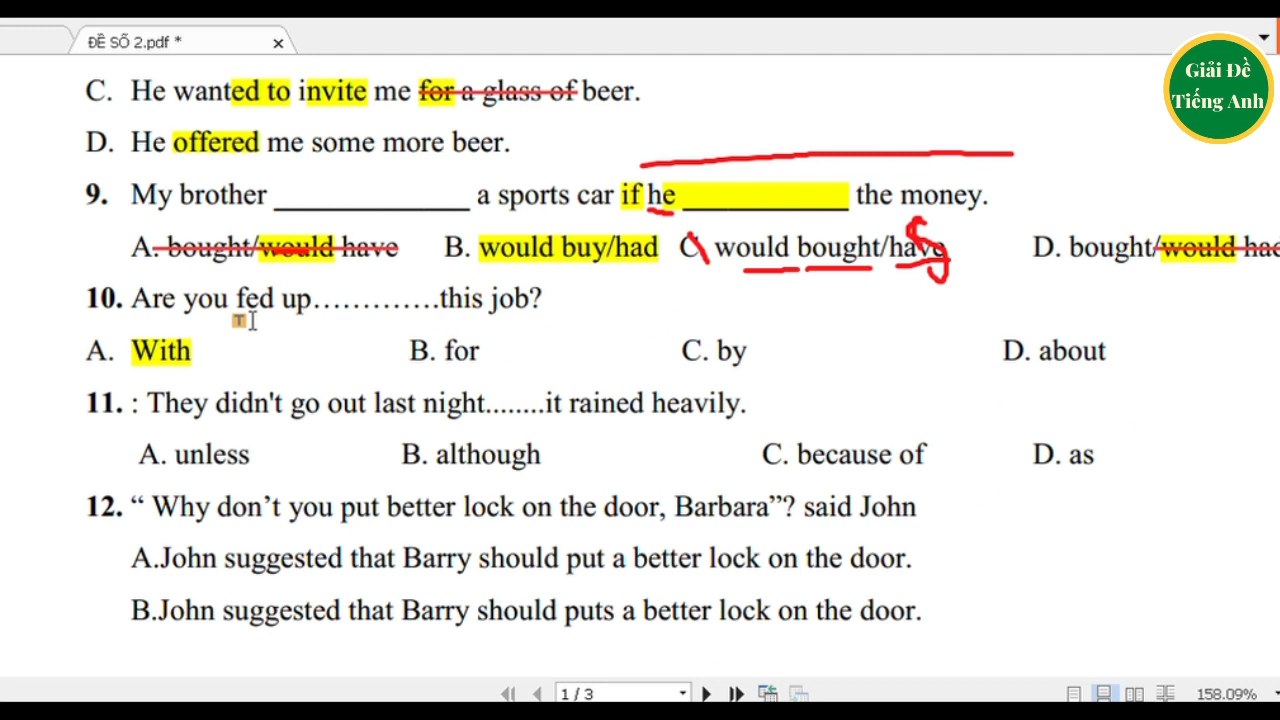 ĐỀ SỐ 2.pdf *
Giải Đề
Tiếng Anh
C. He wanted to invite me for a glass of beer.
D. He offered me some more beer.
9. My brother _____________ a sports car if he ___________ the money.
A. bought/would have B. would buy/had C. would bought/have D. bought/would had
10. Are you fed up………….this job?
A. With B. for C. by D. about
11. : They didn't go out last night........it rained heavily.
A. unless B. although C. because of D. as
12. “ Why don’t you put better lock on the door, Barbara”? said John
A.John suggested that Barry should put a better lock on the door.
B.John suggested that Barry should puts a better lock on the door.
1 / 3
158.09%